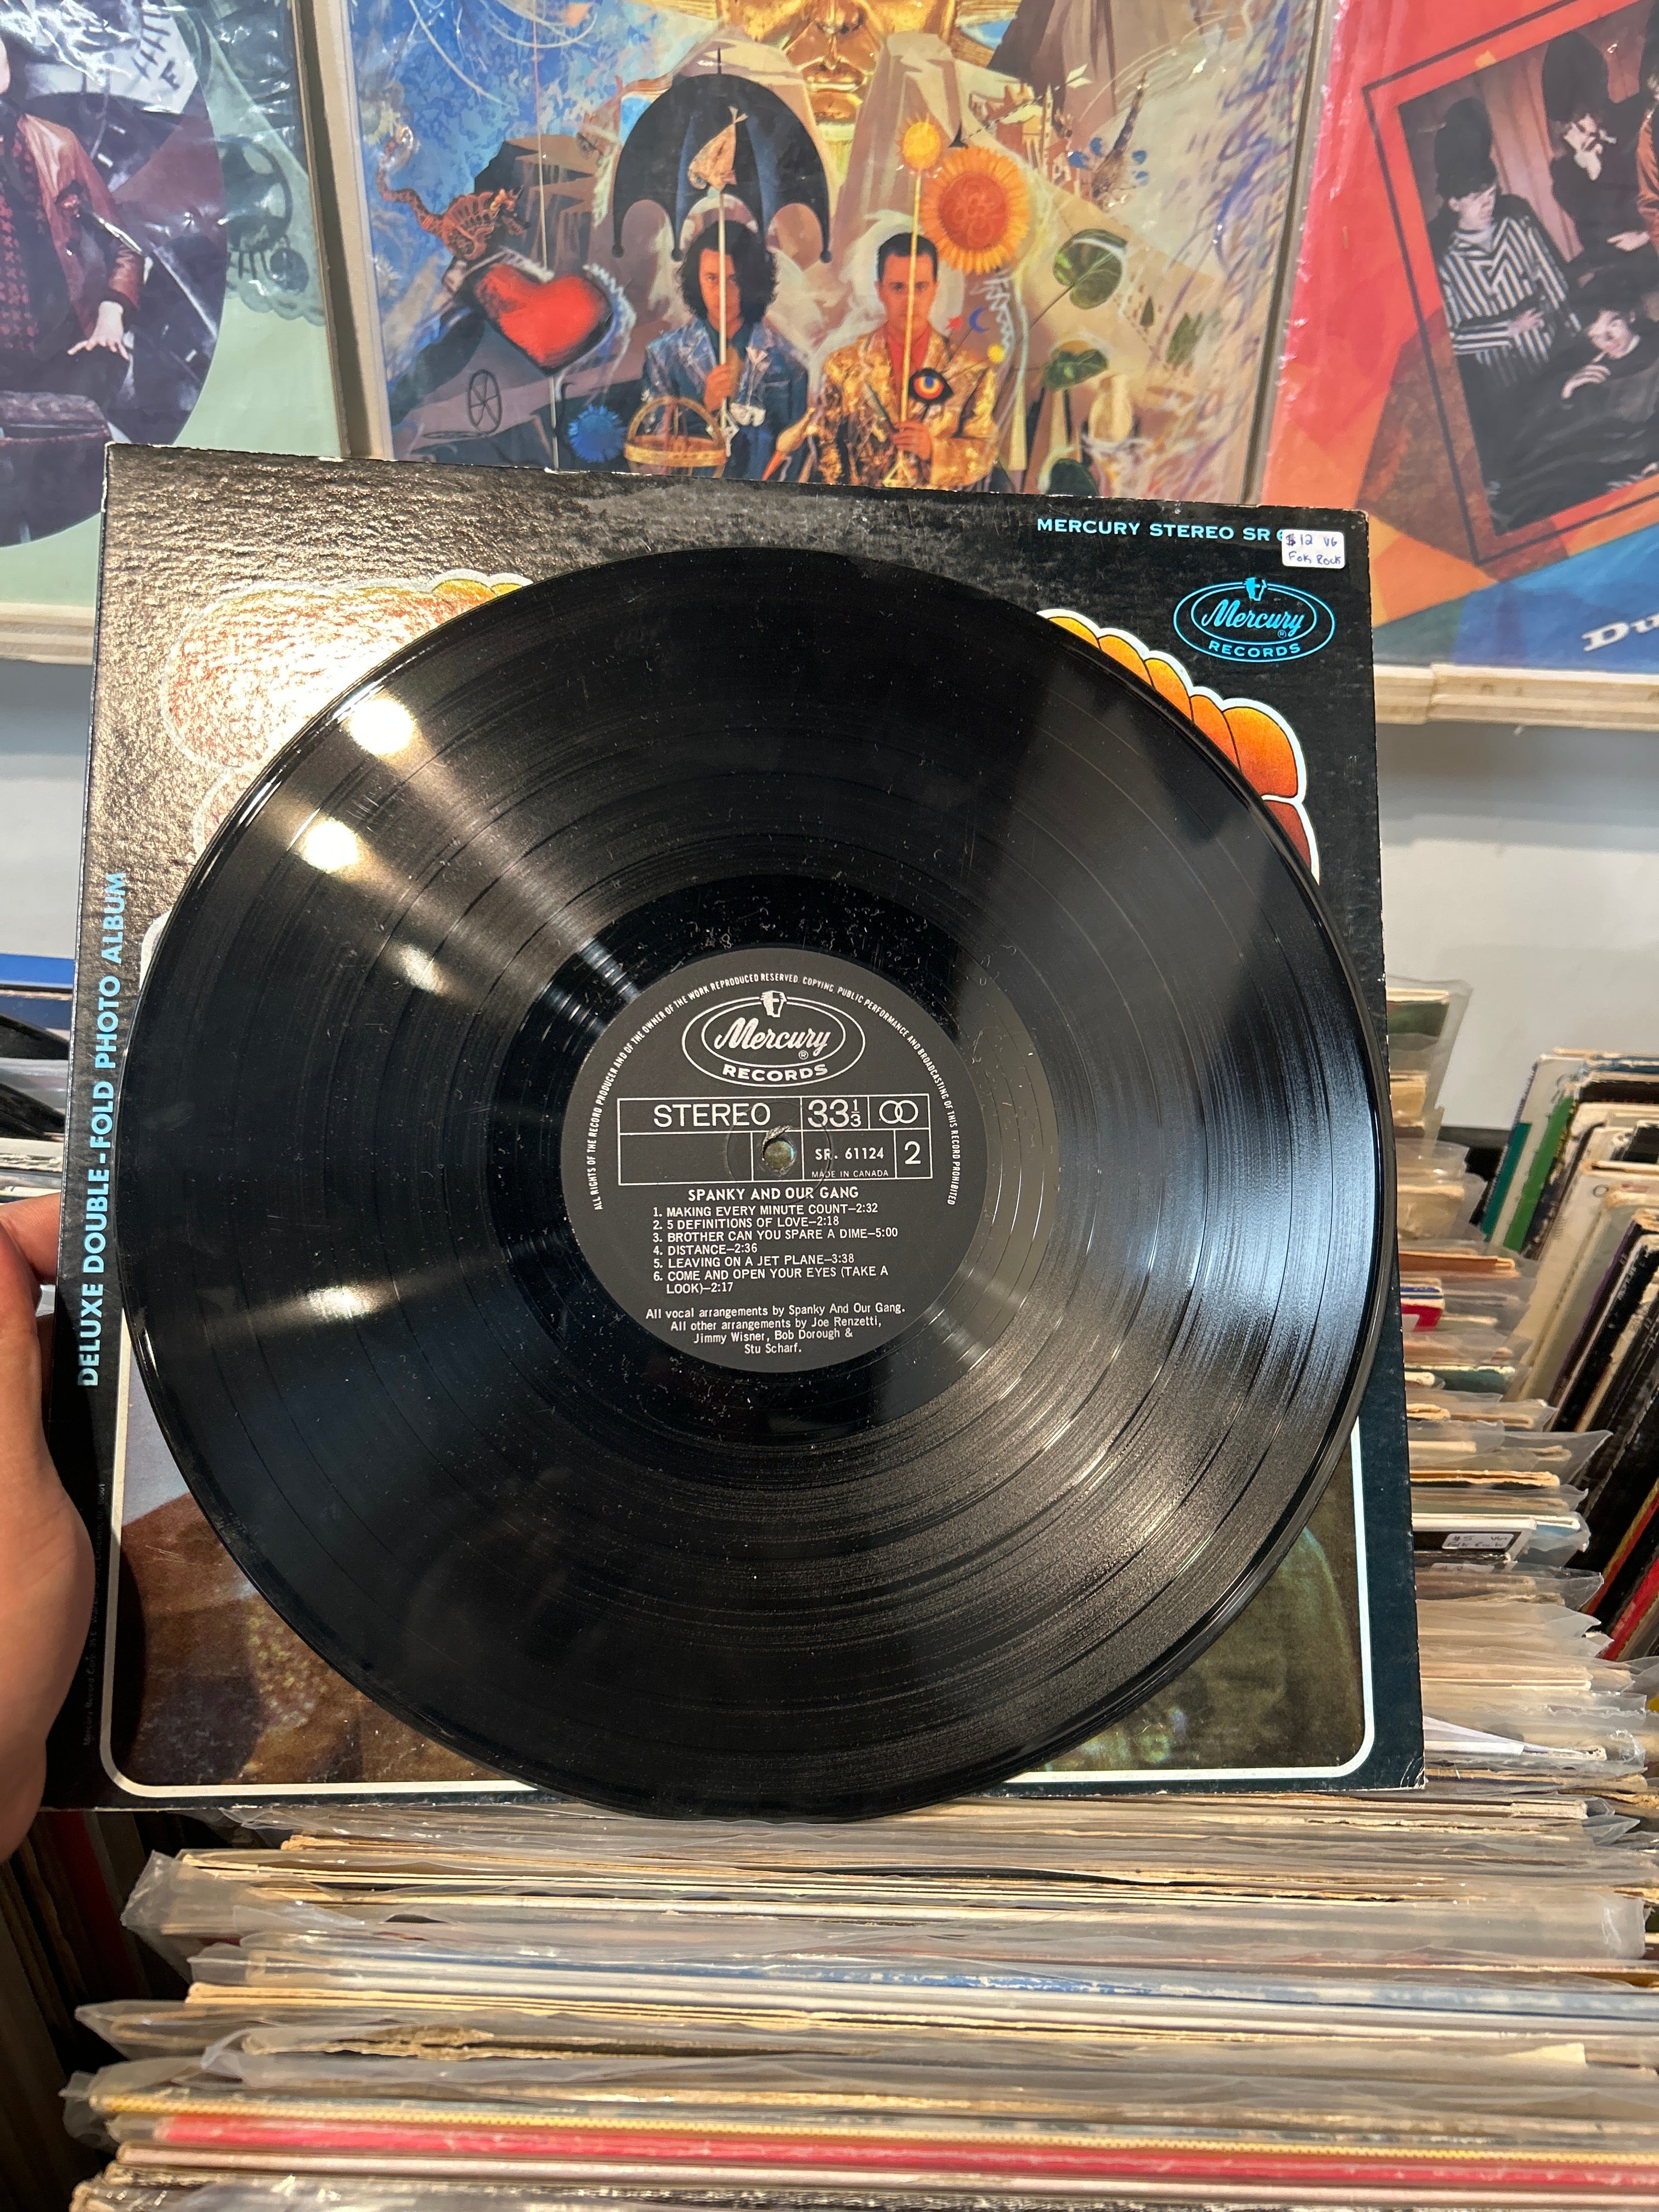 MERCURY STEREO SR 6
$12 VG
Folk Rock
Mercury
®
RECORDS
DELUXE DOUBLE-FOLD PHOTO ALBUM
Du
ALL RIGHTS OF THE RECORD PRODUCER AND OF THE OWNER OF THE WORK REPRODUCED RESERVED. COPYING, PUBLIC PERFORMANCE AND BROADCASTING OF THIS RECORD PROHIBITED
Mercury
®
RECORDS
STEREO 33⅓
SR. 61124 2
MADE IN CANADA
SPANKY AND OUR GANG
1. MAKING EVERY MINUTE COUNT—2:32
2. 5 DEFINITIONS OF LOVE—2:18
3. BROTHER CAN YOU SPARE A DIME—5:00
4. DISTANCE—2:36
5. LEAVING ON A JET PLANE—3:38
6. COME AND OPEN YOUR EYES (TAKE A
LOOK)—2:17
All vocal arrangements by Spanky And Our Gang.
All other arrangements by Joe Renzetti,
Jimmy Wisner, Bob Dorough &
Stu Scharf.